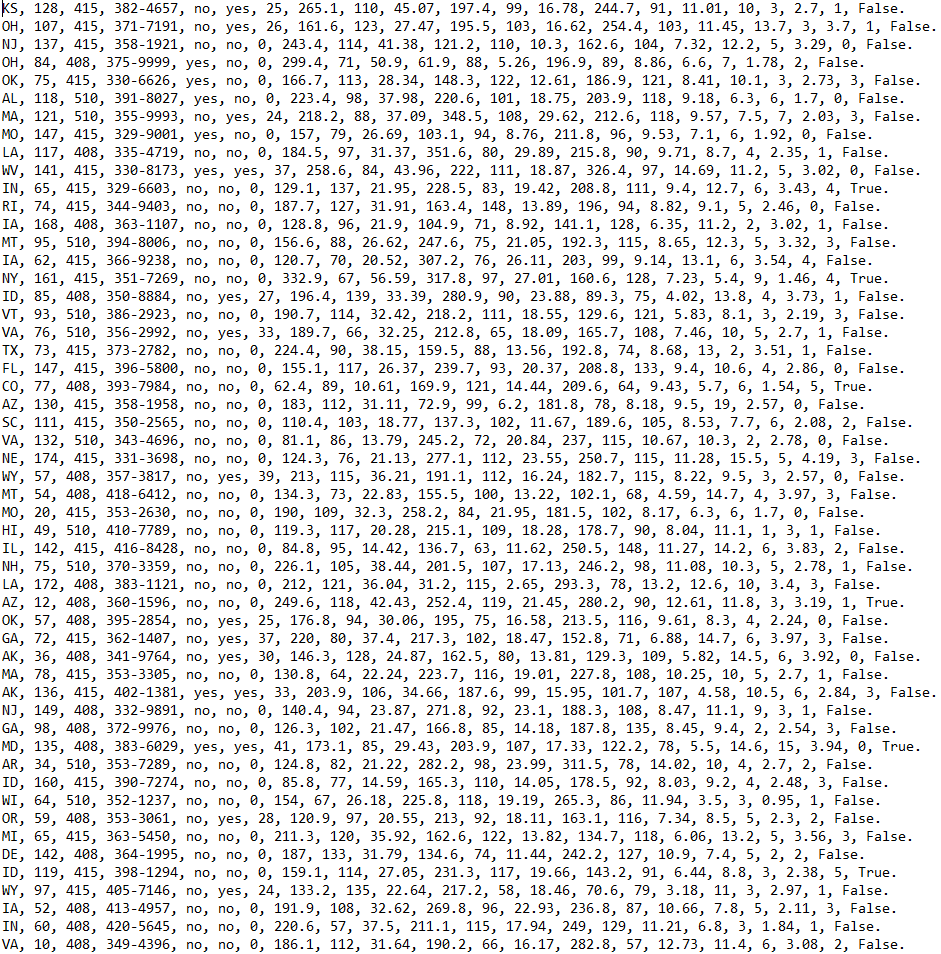 KS, 128, 415, 382-4657, no, yes, 25, 265.1, 110, 45.07, 197.4, 99, 16.78, 244.7, 91, 11.01, 10, 3, 2.7, 1, False.
OH, 107, 415, 371-7191, no, yes, 26, 161.6, 123, 27.47, 195.5, 103, 16.62, 254.4, 103, 11.45, 13.7, 3, 3.7, 1, False.
NJ, 137, 415, 358-1921, no, no, 0, 243.4, 114, 41.38, 121.2, 110, 10.3, 162.6, 104, 7.32, 12.2, 5, 3.29, 0, False.
OH, 84, 408, 375-9999, yes, no, 0, 299.4, 71, 50.9, 61.9, 88, 5.26, 196.9, 89, 8.86, 6.6, 7, 1.78, 2, False.
OK, 75, 415, 330-6626, yes, no, 0, 166.7, 113, 28.34, 148.3, 122, 12.61, 186.9, 121, 8.41, 10.1, 3, 2.73, 3, False.
AL, 118, 510, 391-8027, yes, no, 0, 223.4, 98, 37.98, 220.6, 101, 18.75, 203.9, 118, 9.18, 6.3, 6, 1.7, 0, False.
MA, 121, 510, 355-9993, no, yes, 24, 218.2, 88, 37.09, 348.5, 108, 29.62, 212.6, 118, 9.57, 7.5, 7, 2.03, 3, False.
MO, 147, 415, 329-9001, yes, no, 0, 157, 79, 26.69, 103.1, 94, 8.76, 211.8, 96, 9.53, 7.1, 6, 1.92, 0, False.
LA, 117, 408, 335-4719, no, no, 0, 184.5, 97, 31.37, 351.6, 80, 29.89, 215.8, 90, 9.71, 8.7, 4, 2.35, 1, False.
WV, 141, 415, 330-8173, yes, yes, 37, 258.6, 84, 43.96, 222, 111, 18.87, 326.4, 97, 14.69, 11.2, 5, 3.02, 0, False.
IN, 65, 415, 329-6603, no, no, 0, 129.1, 137, 21.95, 228.5, 83, 19.42, 208.8, 111, 9.4, 12.7, 6, 3.43, 4, True.
RI, 74, 415, 344-9403, no, no, 0, 187.7, 127, 31.91, 163.4, 148, 13.89, 196, 94, 8.82, 9.1, 5, 2.46, 0, False.
IA, 168, 408, 363-1107, no, no, 0, 128.8, 96, 21.9, 104.9, 71, 8.92, 141.1, 128, 6.35, 11.2, 2, 3.02, 1, False.
MT, 95, 510, 394-8006, no, no, 0, 156.6, 88, 26.62, 247.6, 75, 21.05, 192.3, 115, 8.65, 12.3, 5, 3.32, 3, False.
IA, 62, 415, 366-9238, no, no, 0, 120.7, 70, 20.52, 307.2, 76, 26.11, 203, 99, 9.14, 13.1, 6, 3.54, 4, False.
NY, 161, 415, 351-7269, no, no, 0, 332.9, 67, 56.59, 317.8, 97, 27.01, 160.6, 128, 7.23, 5.4, 9, 1.46, 4, True.
ID, 85, 408, 350-8884, no, yes, 27, 196.4, 139, 33.39, 280.9, 90, 23.88, 89.3, 75, 4.02, 13.8, 4, 3.73, 1, False.
VT, 93, 510, 386-2923, no, no, 0, 190.7, 114, 32.42, 218.2, 111, 18.55, 129.6, 121, 5.83, 8.1, 3, 2.19, 3, False.
VA, 76, 510, 356-2992, no, yes, 33, 189.7, 66, 32.25, 212.8, 65, 18.09, 165.7, 108, 7.46, 10, 5, 2.7, 1, False.
TX, 73, 415, 373-2782, no, no, 0, 224.4, 90, 38.15, 159.5, 88, 13.56, 192.8, 74, 8.68, 13, 2, 3.51, 1, False.
FL, 147, 415, 396-5800, no, no, 0, 155.1, 117, 26.37, 239.7, 93, 20.37, 208.8, 133, 9.4, 10.6, 4, 2.86, 0, False.
CO, 77, 408, 393-7984, no, no, 0, 62.4, 89, 10.61, 169.9, 121, 14.44, 209.6, 64, 9.43, 5.7, 6, 1.54, 5, True.
AZ, 130, 415, 358-1958, no, no, 0, 183, 112, 31.11, 72.9, 99, 6.2, 181.8, 78, 8.18, 9.5, 19, 2.57, 0, False.
SC, 111, 415, 350-2565, no, no, 0, 110.4, 103, 18.77, 137.3, 102, 11.67, 189.6, 105, 8.53, 7.7, 6, 2.08, 2, False.
VA, 132, 510, 343-4696, no, no, 0, 81.1, 86, 13.79, 245.2, 72, 20.84, 237, 115, 10.67, 10.3, 2, 2.78, 0, False.
NE, 174, 415, 331-3698, no, no, 0, 124.3, 76, 21.13, 277.1, 112, 23.55, 250.7, 115, 11.28, 15.5, 5, 4.19, 3, False.
WY, 57, 408, 357-3817, no, yes, 39, 213, 115, 36.21, 191.1, 112, 16.24, 182.7, 115, 8.22, 9.5, 3, 2.57, 0, False.
MT, 54, 408, 418-6412, no, no, 0, 134.3, 73, 22.83, 155.5, 100, 13.22, 102.1, 68, 4.59, 14.7, 4, 3.97, 3, False.
MO, 20, 415, 353-2630, no, no, 0, 190, 109, 32.3, 258.2, 84, 21.95, 181.5, 102, 8.17, 6.3, 6, 1.7, 0, False.
HI, 49, 510, 410-7789, no, no, 0, 119.3, 117, 20.28, 215.1, 109, 18.28, 178.7, 90, 8.04, 11.1, 1, 3, 1, False.
IL, 142, 415, 416-8428, no, no, 0, 84.8, 95, 14.42, 136.7, 63, 11.62, 250.5, 148, 11.27, 14.2, 6, 3.83, 2, False.
NH, 75, 510, 370-3359, no, no, 0, 226.1, 105, 38.44, 201.5, 107, 17.13, 246.2, 98, 11.08, 10.3, 5, 2.78, 1, False.
LA, 172, 408, 383-1121, no, no, 0, 212, 121, 36.04, 31.2, 115, 2.65, 293.3, 78, 13.2, 12.6, 10, 3.4, 3, False.
AZ, 12, 408, 360-1596, no, no, 0, 249.6, 118, 42.43, 252.4, 119, 21.45, 280.2, 90, 12.61, 11.8, 3, 3.19, 1, True.
OK, 57, 408, 395-2854, no, yes, 25, 176.8, 94, 30.06, 195, 75, 16.58, 213.5, 116, 9.61, 8.3, 4, 2.24, 0, False.
GA, 72, 415, 362-1407, no, yes, 37, 220, 80, 37.4, 217.3, 102, 18.47, 152.8, 71, 6.88, 14.7, 6, 3.97, 3, False.
AK, 36, 408, 341-9764, no, yes, 30, 146.3, 128, 24.87, 162.5, 80, 13.81, 129.3, 109, 5.82, 14.5, 6, 3.92, 0, False.
MA, 78, 415, 353-3305, no, no, 0, 130.8, 64, 22.24, 223.7, 116, 19.01, 227.8, 108, 10.25, 10, 5, 2.7, 1, False.
AK, 136, 415, 402-1381, yes, yes, 33, 203.9, 106, 34.66, 187.6, 99, 15.95, 101.7, 107, 4.58, 10.5, 6, 2.84, 3, False.
NJ, 149, 408, 332-9891, no, no, 0, 140.4, 94, 23.87, 271.8, 92, 23.1, 188.3, 108, 8.47, 11.1, 9, 3, 1, False.
GA, 98, 408, 372-9976, no, no, 0, 126.3, 102, 21.47, 166.8, 85, 14.18, 187.8, 135, 8.45, 9.4, 2, 2.54, 3, False.
MD, 135, 408, 383-6029, yes, yes, 41, 173.1, 85, 29.43, 203.9, 107, 17.33, 122.2, 78, 5.5, 14.6, 15, 3.94, 0, True.
AR, 34, 510, 353-7289, no, no, 0, 124.8, 82, 21.22, 282.2, 98, 23.99, 311.5, 78, 14.02, 10, 4, 2.7, 2, False.
ID, 160, 415, 390-7274, no, no, 0, 85.8, 77, 14.59, 165.3, 110, 14.05, 178.5, 92, 8.03, 9.2, 4, 2.48, 3, False.
WI, 64, 510, 352-1237, no, no, 0, 154, 67, 26.18, 225.8, 118, 19.19, 265.3, 86, 11.94, 3.5, 3, 0.95, 1, False.
OR, 59, 408, 353-3061, no, yes, 28, 120.9, 97, 20.55, 213, 92, 18.11, 163.1, 116, 7.34, 8.5, 5, 2.3, 2, False.
MI, 65, 415, 363-5450, no, no, 0, 211.3, 120, 35.92, 162.6, 122, 13.82, 134.7, 118, 6.06, 13.2, 5, 3.56, 3, False.
DE, 142, 408, 364-1995, no, no, 0, 187, 133, 31.79, 134.6, 74, 11.44, 242.2, 127, 10.9, 7.4, 5, 2, 2, False.
ID, 119, 415, 398-1294, no, no, 0, 159.1, 114, 27.05, 231.3, 117, 19.66, 143.2, 91, 6.44, 8.8, 3, 2.38, 5, True.
WY, 97, 415, 405-7146, no, yes, 24, 133.2, 135, 22.64, 217.2, 58, 18.46, 70.6, 79, 3.18, 11, 3, 2.97, 1, False.
IA, 52, 408, 413-4957, no, no, 0, 191.9, 108, 32.62, 269.8, 96, 22.93, 236.8, 87, 10.66, 7.8, 5, 2.11, 3, False.
IN, 60, 408, 420-5645, no, no, 0, 220.6, 57, 37.5, 211.1, 115, 17.94, 249, 129, 11.21, 6.8, 3, 1.84, 1, False.
VA, 10, 408, 349-4396, no, no, 0, 186.1, 112, 31.64, 190.2, 66, 16.17, 282.8, 57, 12.73, 11.4, 6, 3.08, 2, False.